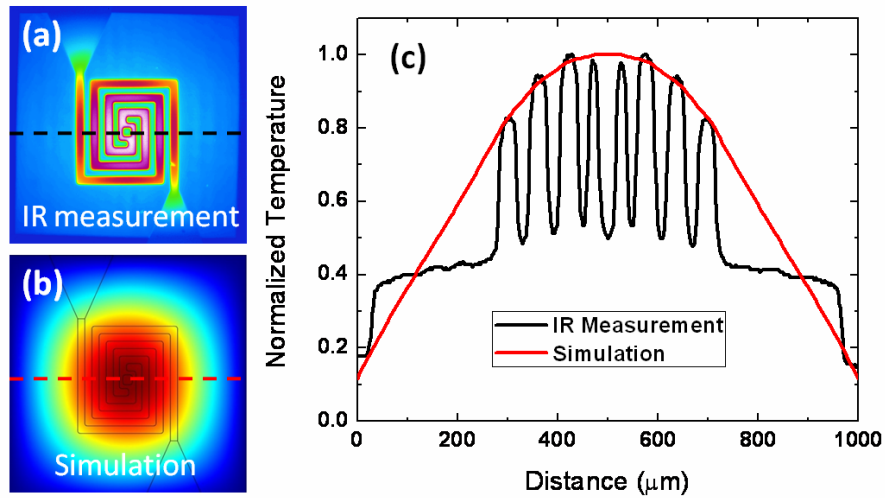 (a)
IR measurement
(b)
Simulation
(c)
Normalized Temperature
1.0
0.8
0.6
0.4
0.2
0.0
IR Measurement
Simulation
0 200 400 600 800 1000
Distance (μm)